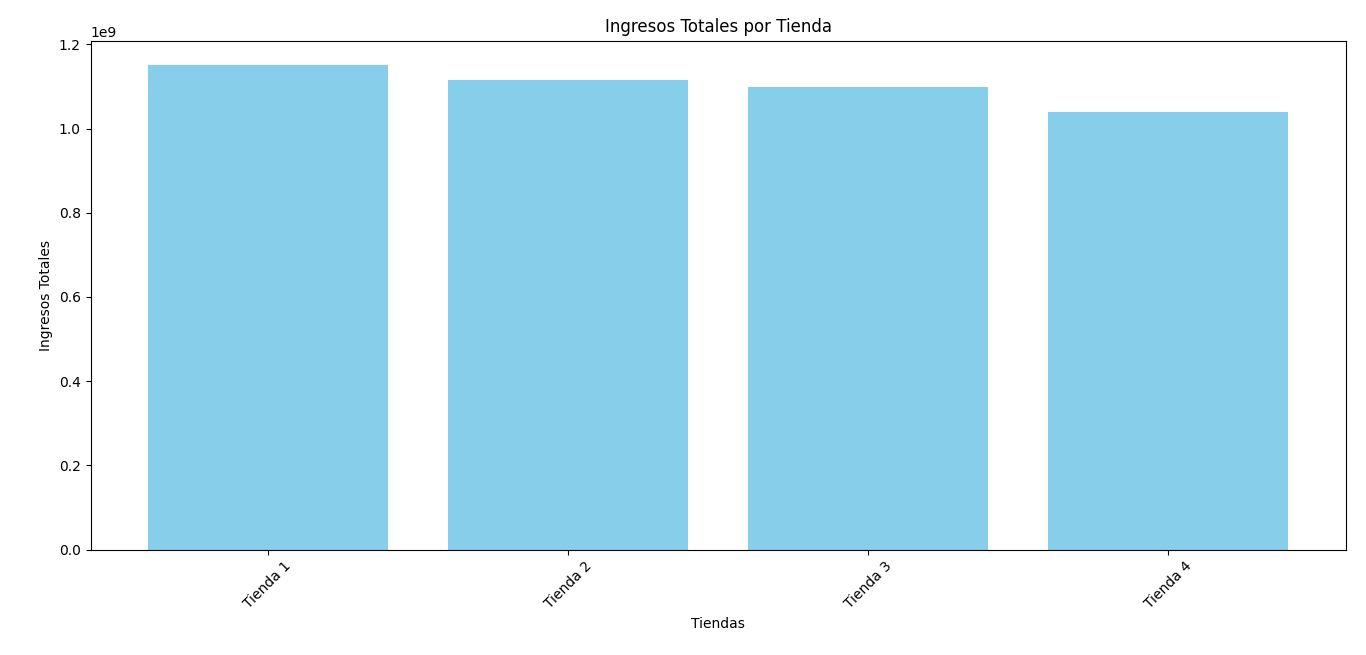 Ingresos Totales por Tienda
1e9
1.2
1.0
0.8
0.6
0.4
0.2
0.0
Ingresos Totales
Tienda 1
Tienda 2
Tienda 3
Tienda 4
Tiendas